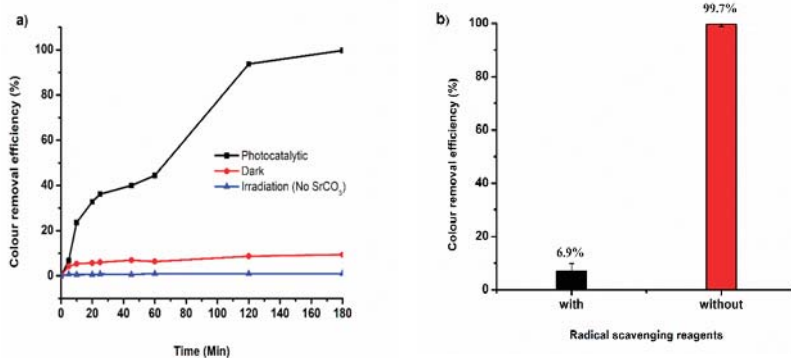 a)
Colour removal efficiency (%)
100
80
60
40
20
0
Photocatalytic
Dark
Irradiation (No SrCO3)
0 20 40 60 80 100 120 140 160 180
Time (Min)
b)
Colour removal efficiency (%)
100
80
60
40
20
0
6.9%
99.7%
with without
Radical scavenging reagents